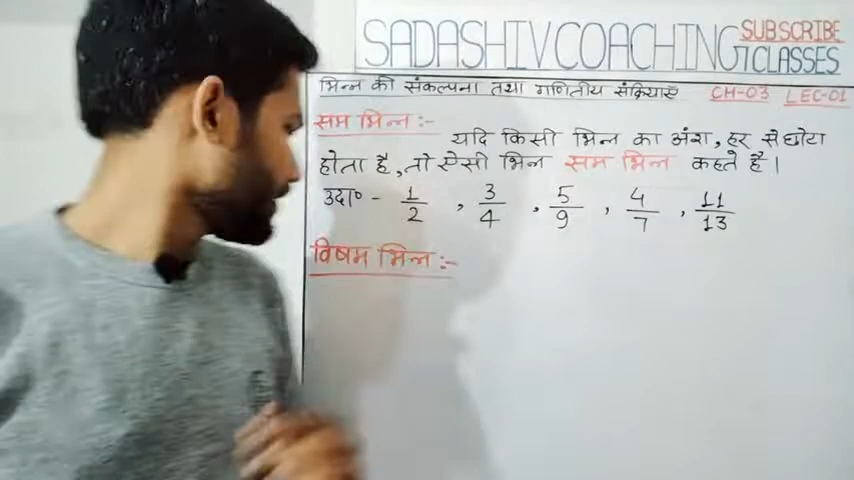 SADASHIV COACHING CLASSES
SUBSCRIBE
भिन्न की संकल्पना तथा गणितीय संक्रियाएँ CH-03 LEC-01
सम भिन्न :-
यदि किसी भिन्न का अंश, हर से छोटा
होता है, तो ऐसी भिन्न सम भिन्न कहते है।
उदा० - 1/2 , 3/4 , 5/9 , 4/7 , 11/13
विषम भिन्न :-